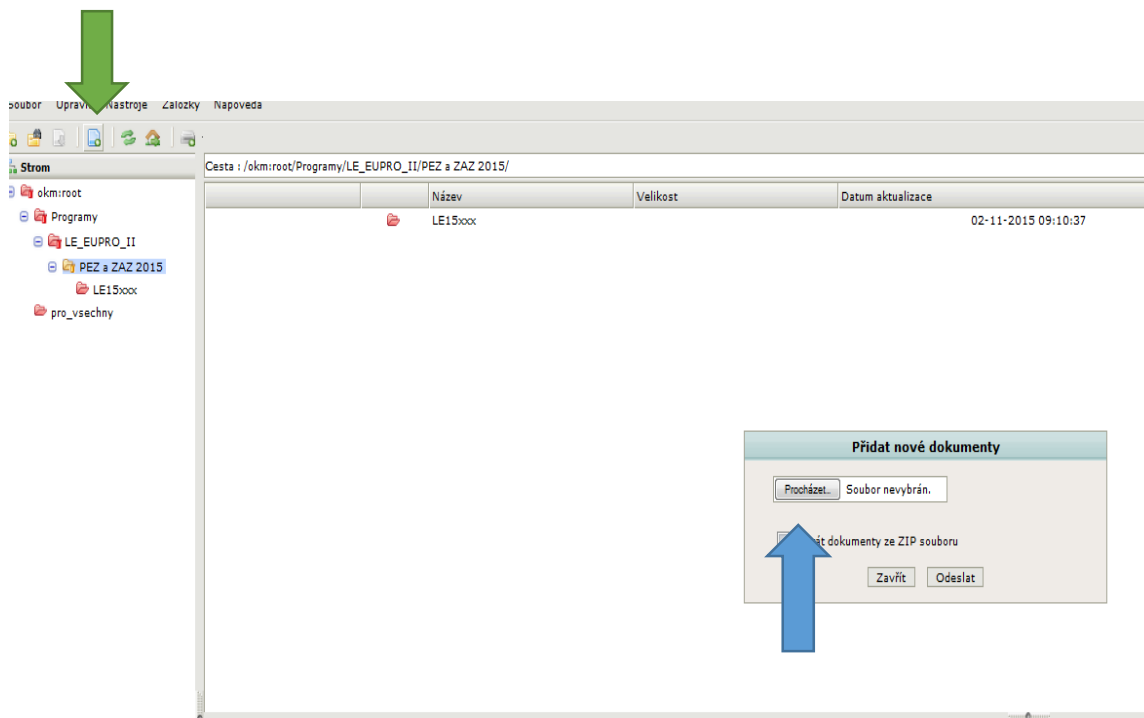 Soubor Upravit Nástroje Záložky Napoveda
Strom
Cesta : /okm:root/Programy/LE_EUPRO_II/PEZ a ZAZ 2015/
okm:root
Programy
LE_EUPRO_II
PEZ a ZAZ 2015
LE15xxx
pro_vsechny
Název Velikost Datum aktualizace
LE15xxx 02-11-2015 09:10:37
Přidat nové dokumenty
Procházet... Soubor nevybrán.
dokumenty ze ZIP souboru
Zavřít Odeslat